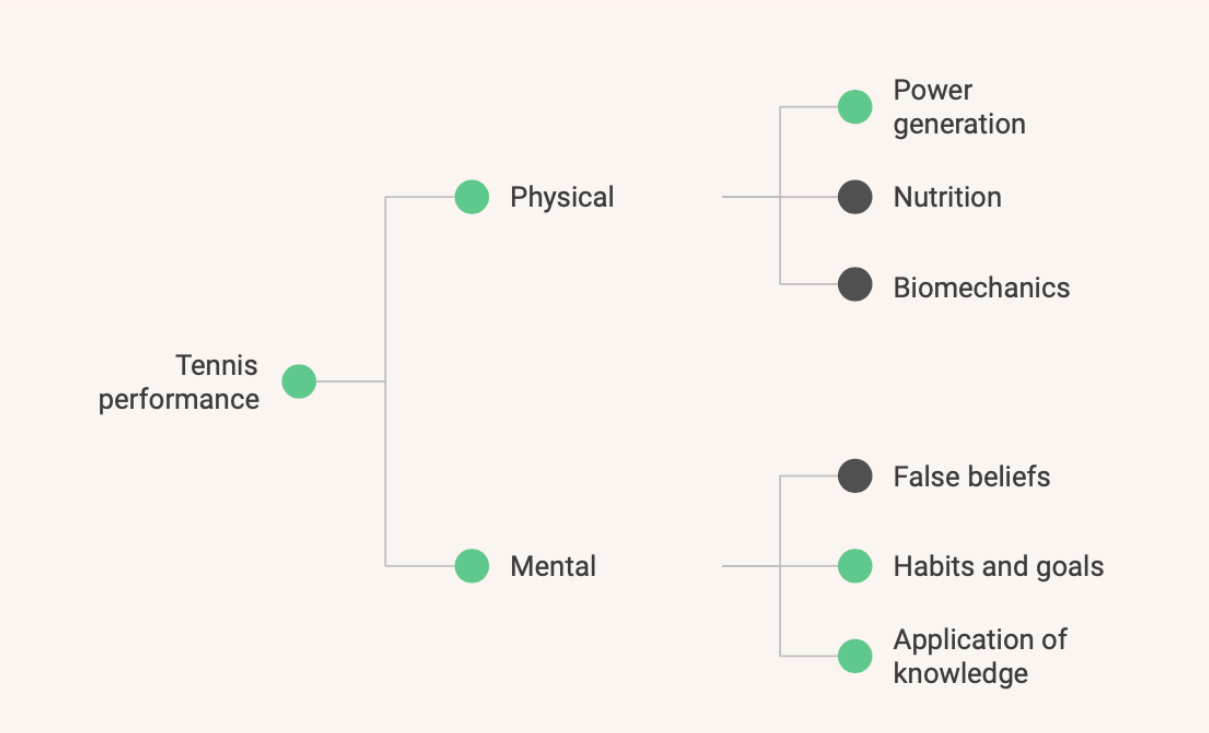 Tennis
performance
Physical
Power
generation
Nutrition
Biomechanics
Mental
False beliefs
Habits and goals
Application of
knowledge